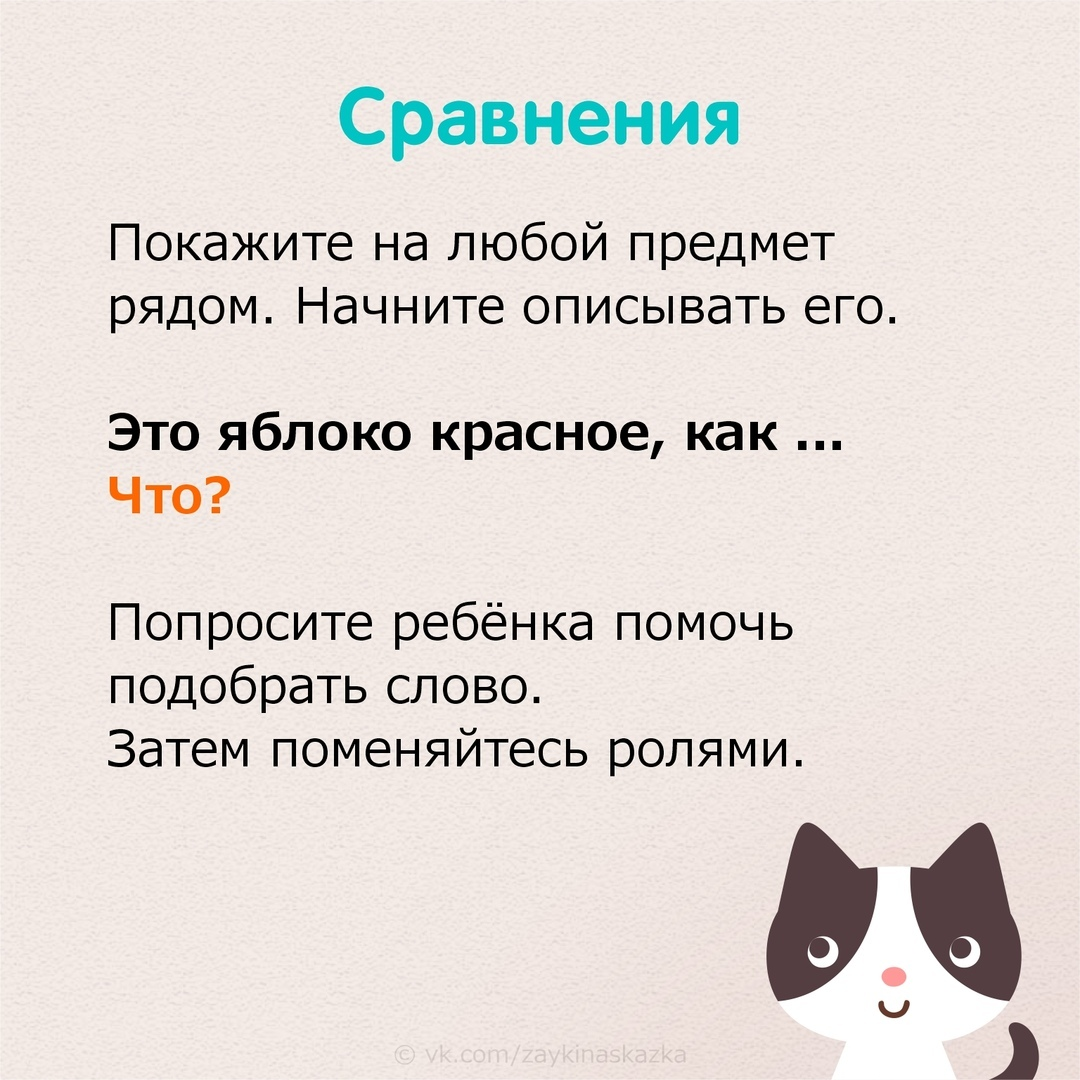 Сравнения
Покажите на любой предмет
рядом. Начните описывать его.
Это яблоко красное, как ...
Что?
Попросите ребёнка помочь
подобрать слово.
Затем поменяйтесь ролями.
© vk.com/zaykinaskazka